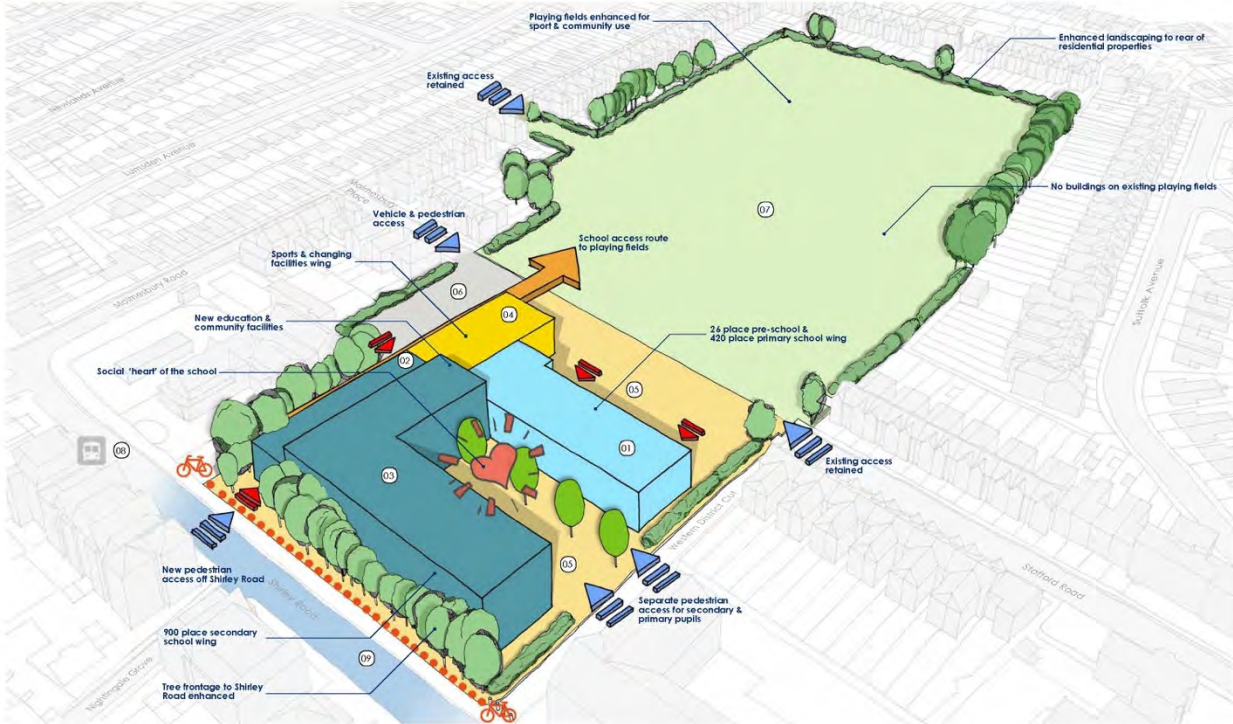 Playing fields enhanced for
sport & community use
Enhanced landscaping to rear of
residential properties
Existing access
retained
Newlands Avenue
Lumsden Avenue
Malmesbury
Place
No buildings on existing playing fields
07
Vehicle & pedestrian
access
School access route
to playing fields
Sports & changing
facilities wing
Suffolk Avenue
Malmesbury Road
06
04
New education &
community facilities
26 place pre-school &
420 place primary school wing
02
Social 'heart' of the school
05
01
08
03
Existing access
retained
Western District Cut
05
Stafford Road
New pedestrian
access off Shirley Road
Shirley Road
Separate pedestrian
access for secondary &
primary pupils
900 place secondary
school wing
09
Nightingale Grove
Tree frontage to Shirley
Road enhanced